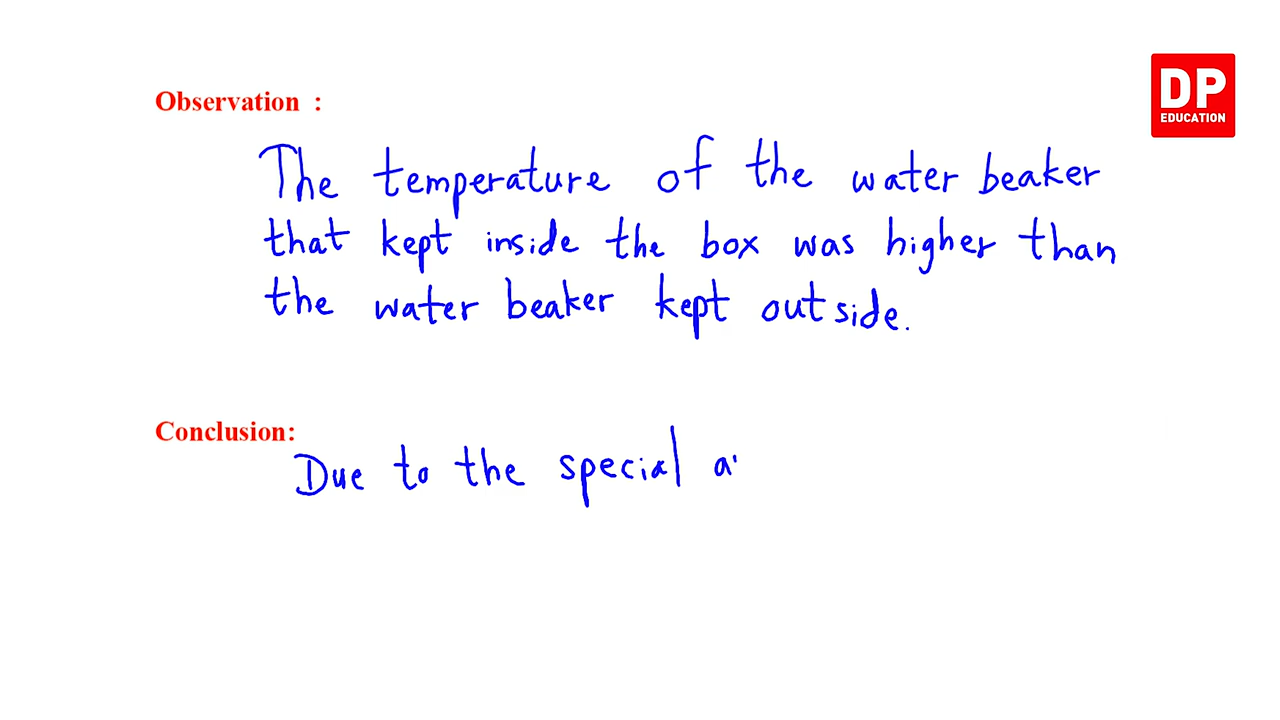 Observation :
DP
EDUCATION
The temperature of the water beaker
that kept inside the box was higher than
the water beaker kept outside.
Conclusion:
Due to the special a